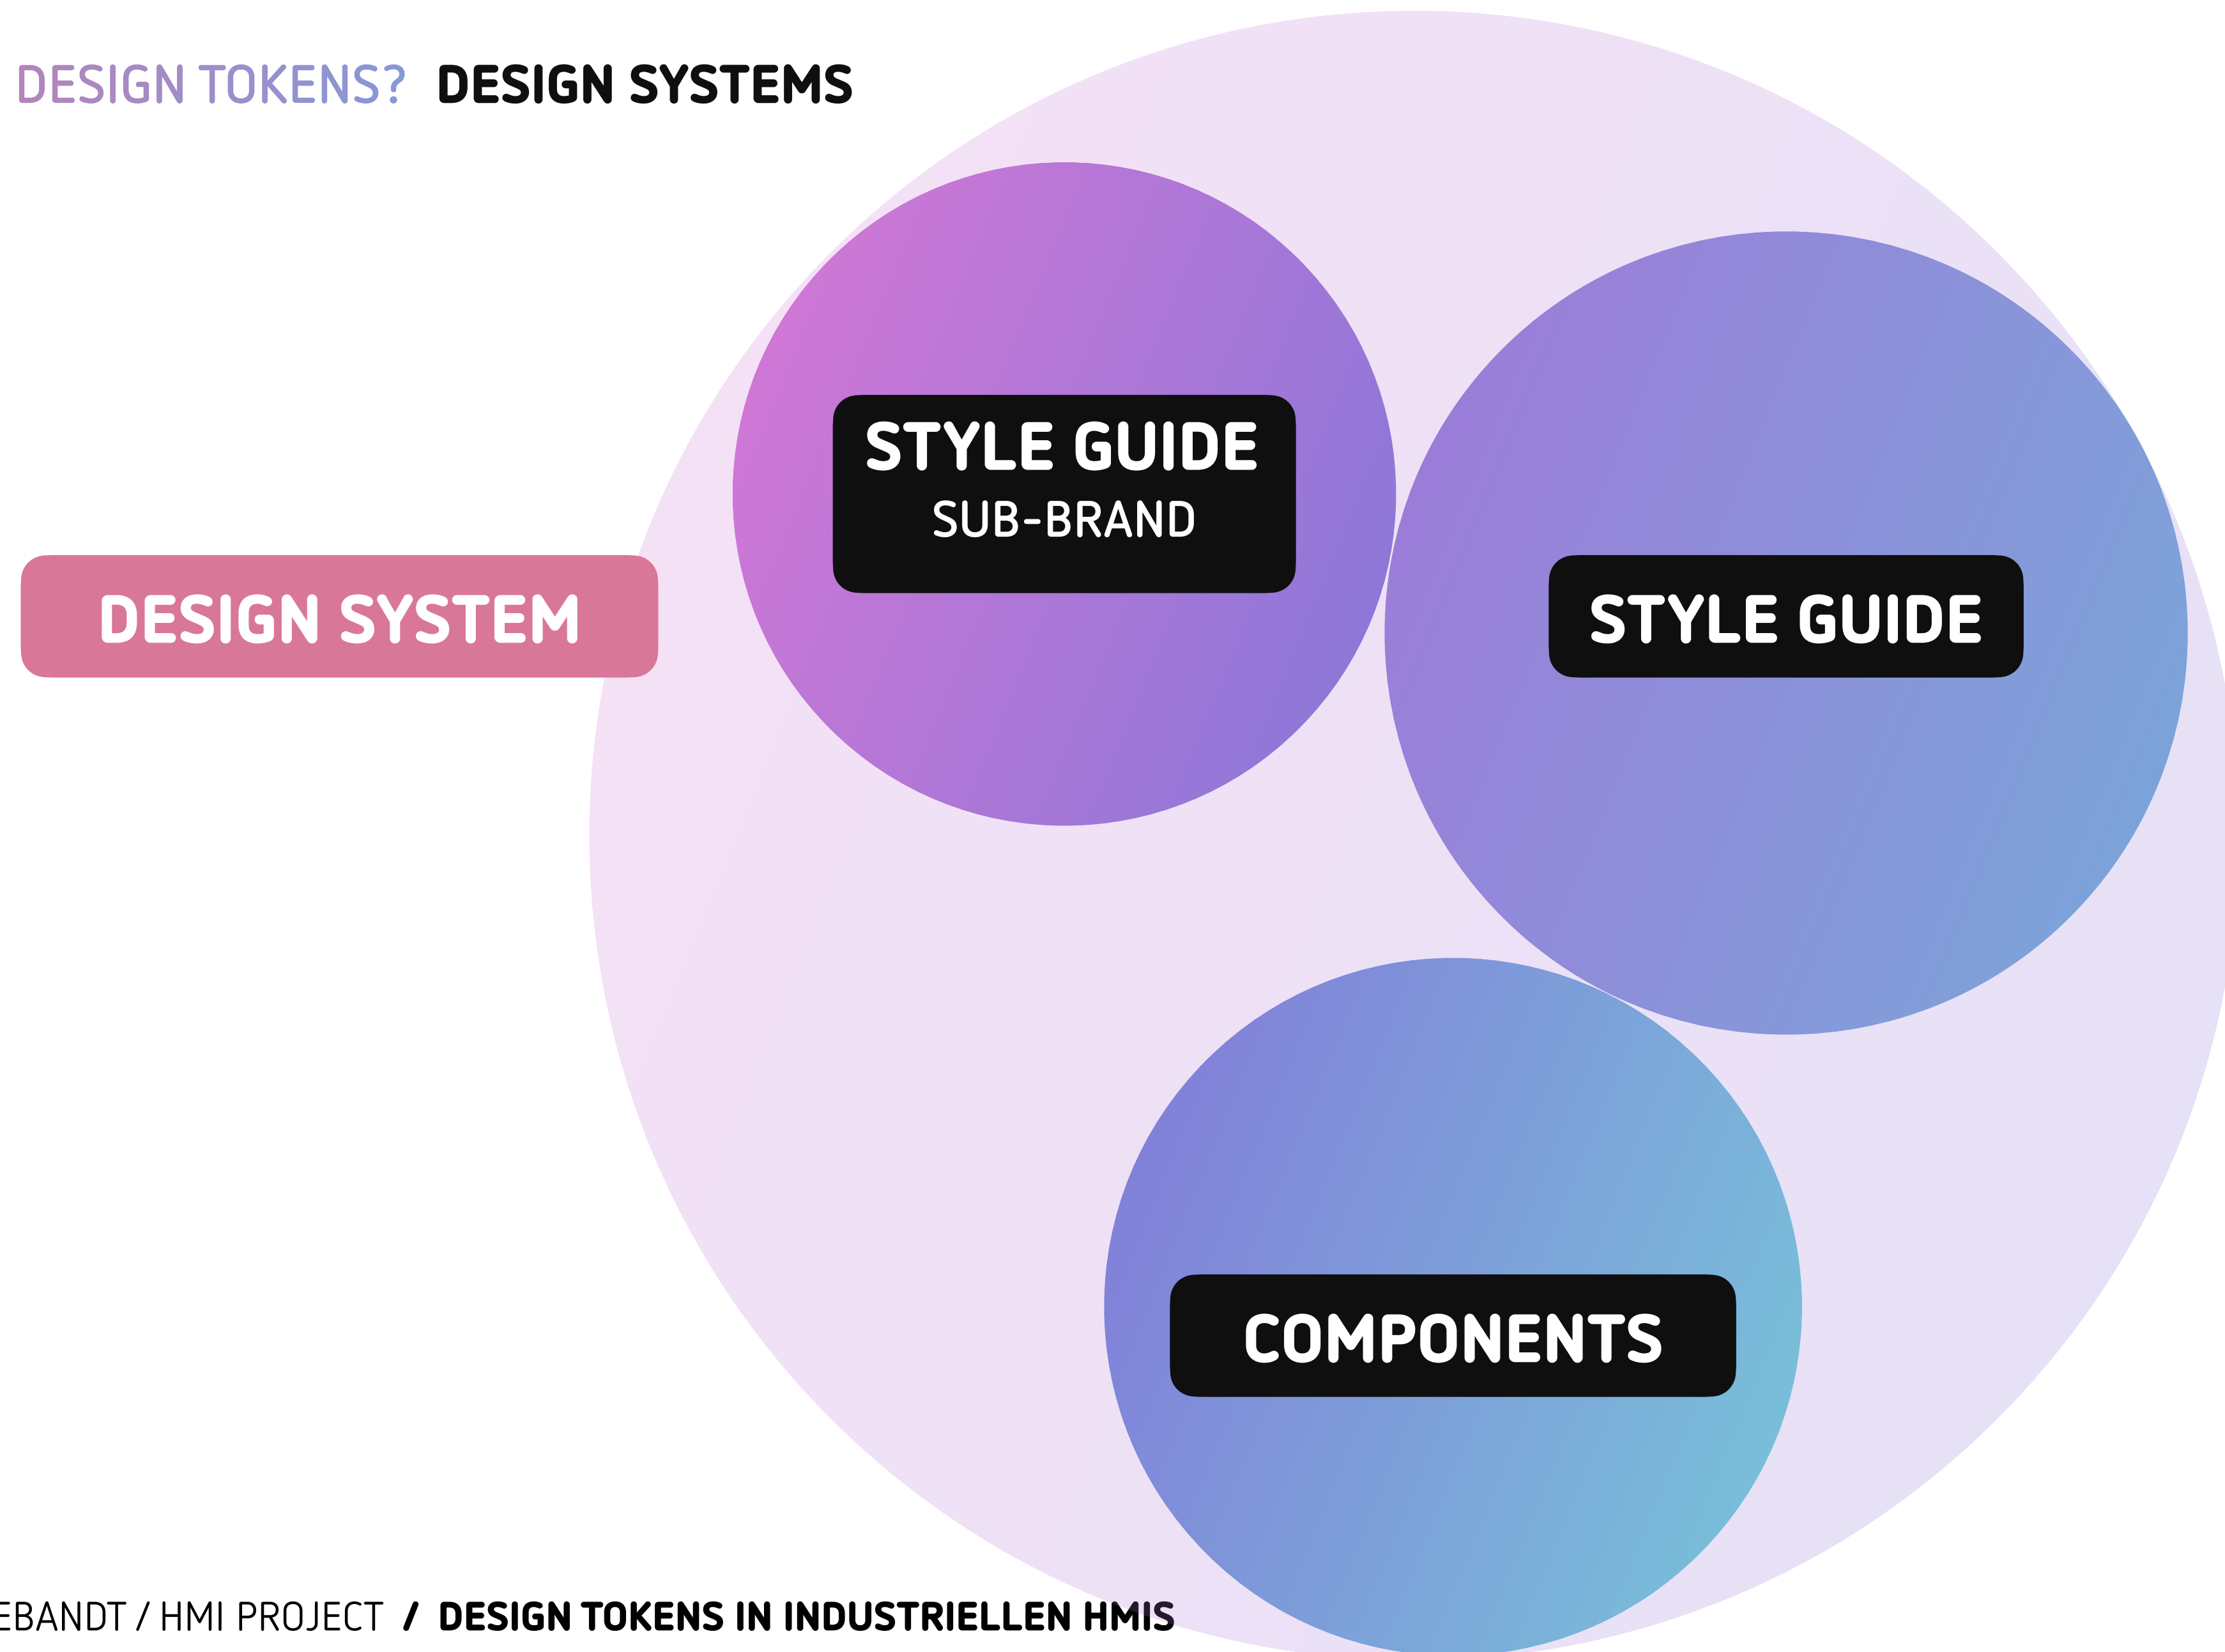 DESIGN TOKENS? DESIGN SYSTEMS
STYLE GUIDE
SUB-BRAND
DESIGN SYSTEM
STYLE GUIDE
COMPONENTS
EBANDT / HMI PROJECT / DESIGN TOKENS IN INDUSTRIELLEN HMIS